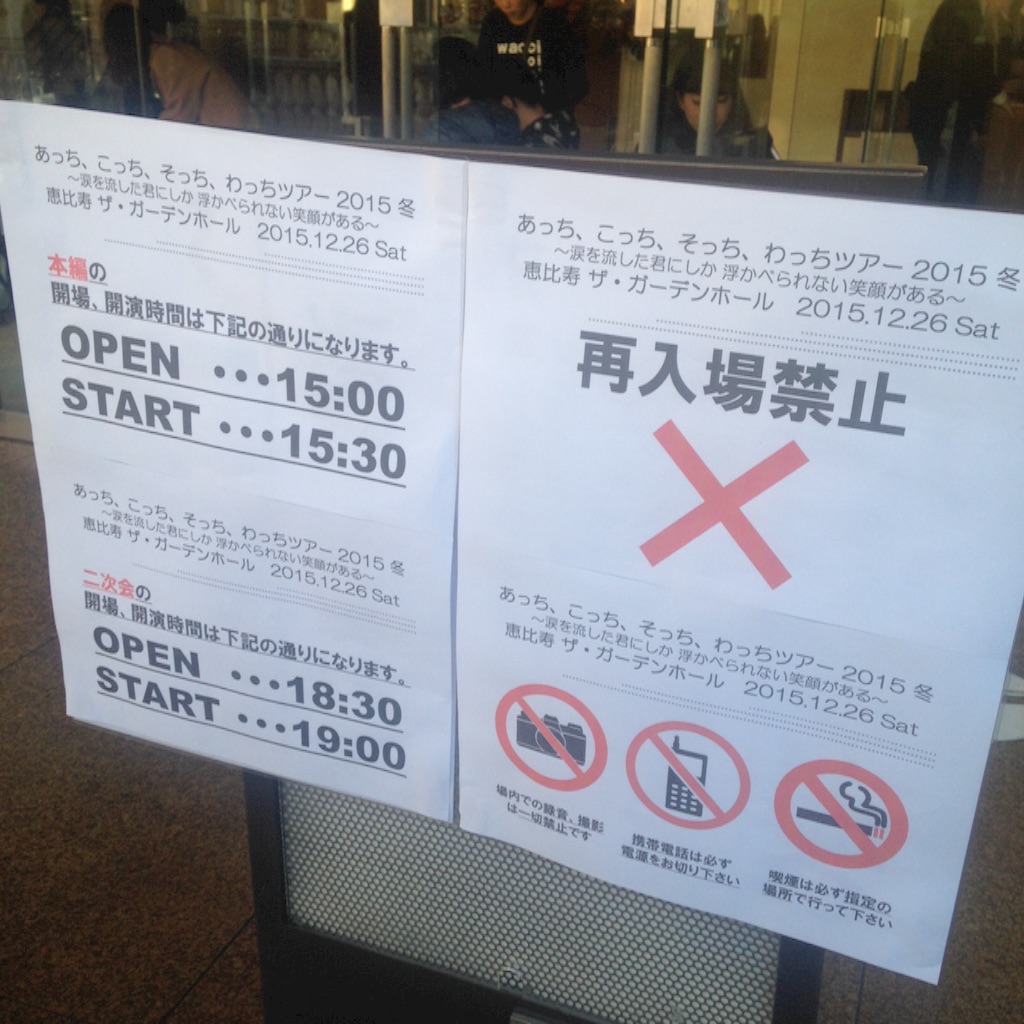 あっち、こっち、そっち、わっちツアー 2015 冬
～涙を流した君にしか 浮かべられない笑顔がある～
恵比寿 ザ・ガーデンホール 2015.12.26 Sat
本編の
開場、開演時間は下記の通りになります。
OPEN ・・・15:00
START ・・・15:30
あっち、こっち、そっち、わっちツアー 2015 冬
～涙を流した君にしか 浮かべられない笑顔がある～
恵比寿 ザ・ガーデンホール 2015.12.26 Sat
二次会の
開場、開演時間は下記の通りになります。
OPEN ・・・18:30
START ・・・19:00
あっち、こっち、そっち、わっちツアー 2015 冬
～涙を流した君にしか 浮かべられない笑顔がある～
恵比寿 ザ・ガーデンホール 2015.12.26 Sat
再入場禁止
あっち、こっち、そっち、わっちツアー 2015 冬
～涙を流した君にしか 浮かべられない笑顔がある～
恵比寿 ザ・ガーデンホール 2015.12.26 Sat
場内での録音、撮影
は一切禁止です
携帯電話は必ず
電源をお切り下さい
喫煙は必ず指定の
場所で行って下さい